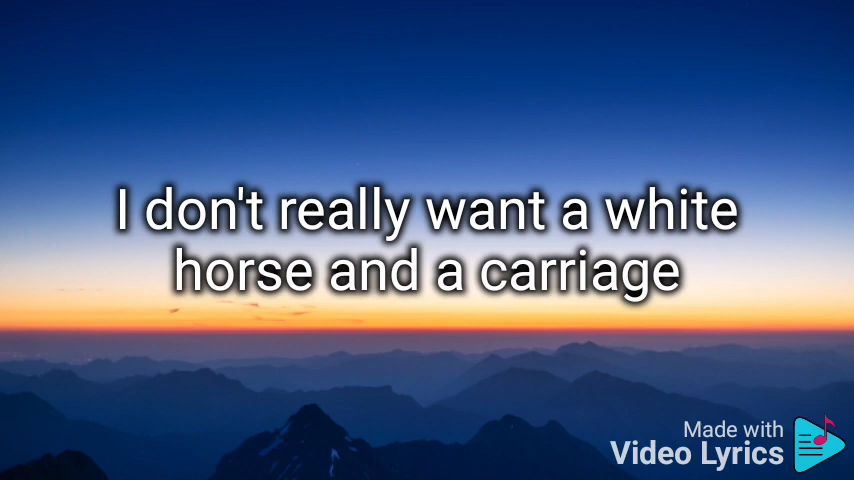 I don't really want a white
horse and a carriage
Made with
Video Lyrics